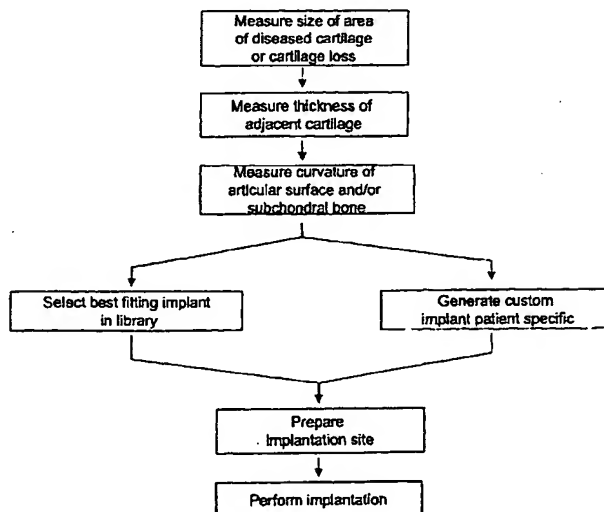 Measure size of area
of diseased cartilage
or cartilage loss
Measure thickness of
adjacent cartilage
Measure curvature of
articular surface and/or
subchondral bone
Select best fitting implant
in library
Generate custom
implant patient specific
Prepare
Implantation site
Perform implantation